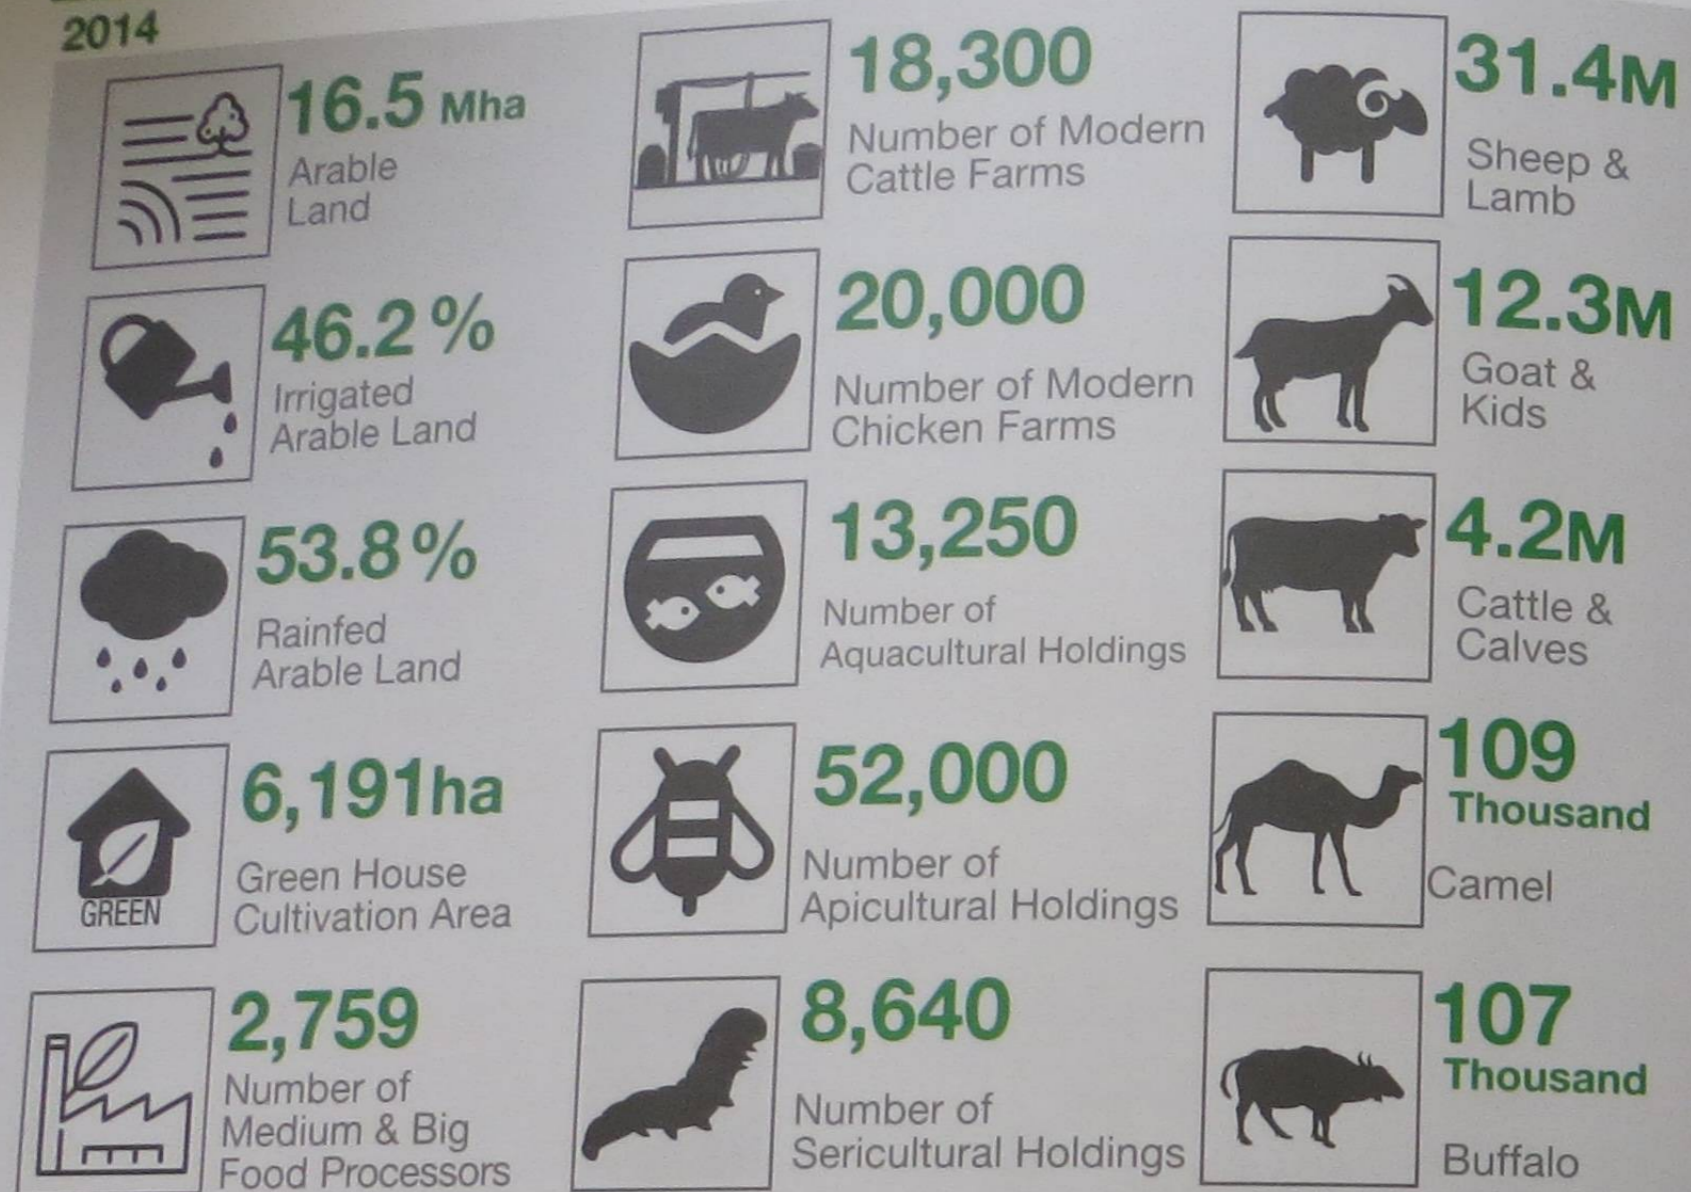 2014
16.5 Mha
Arable
Land
46.2%
Irrigated
Arable Land
53.8%
Rainfed
Arable Land
GREEN
6,191ha
Green House
Cultivation Area
2,759
Number of
Medium & Big
Food Processors
18,300
Number of Modern
Cattle Farms
20,000
Number of Modern
Chicken Farms
13,250
Number of
Aquacultural Holdings
52,000
Number of
Apicultural Holdings
8,640
Number of
Sericultural Holdings
31.4M
Sheep &
Lamb
12.3M
Goat &
Kids
4.2M
Cattle &
Calves
109
Thousand
Camel
107
Thousand
Buffalo